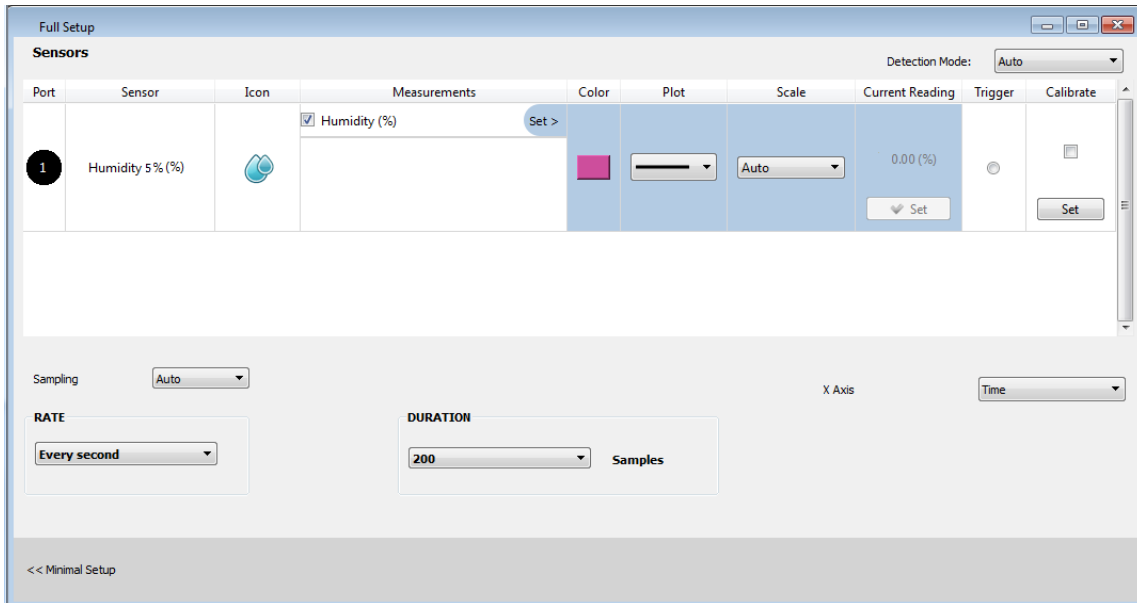 Full Setup
Sensors
Detection Mode: Auto
Port Sensor Icon Measurements Color Plot Scale Current Reading Trigger Calibrate
Humidity (%) Set >
1 Humidity 5% (%) Auto 0.00 (%)
Set Set
Sampling Auto X Axis Time
RATE DURATION
Every second 200 Samples
<< Minimal Setup